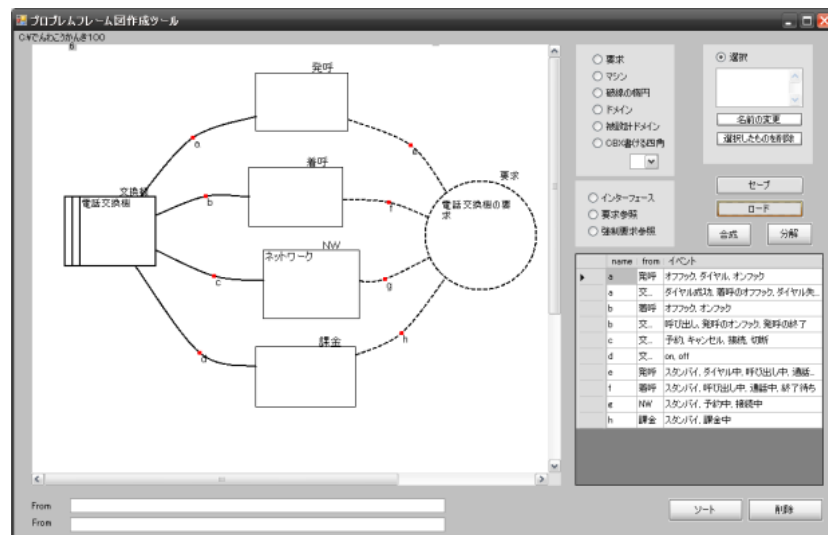 プロブレムフレーム図作成ツール
C:¥でんわこうかんき100
発呼
a
e
着呼
要求
交換機
電話交換機
b
f
電話交換機の要
求
NW
ネットワーク
c
g
課金
d
h
要求
マシン
破線の楕円
ドメイン
被設計ドメイン
CBX書ける四角
選択
名前の変更
選択したものを削除
インターフェース
要求参照
強制要求参照
セーブ
ロード
合成
分解
name from イベント
a 発呼 オフフック, ダイヤル, オンフック
a 交... ダイヤル成功, 着呼のオフフック, ダイヤル失...
b 着呼 オフフック, オンフック
b 交... 呼び出し, 発呼のオンフック, 発呼の終了
c 交... 予約, キャンセル, 接続, 切断
d 交... on, off
e 発呼 スタンバイ, ダイヤル中, 呼び出し中, 通話...
f 着呼 スタンバイ, 呼び出し中, 通話中, 終了待ち
g NW スタンバイ, 予約中, 接続中
h 課金 スタンバイ, 課金中
From
From
ソート
削除